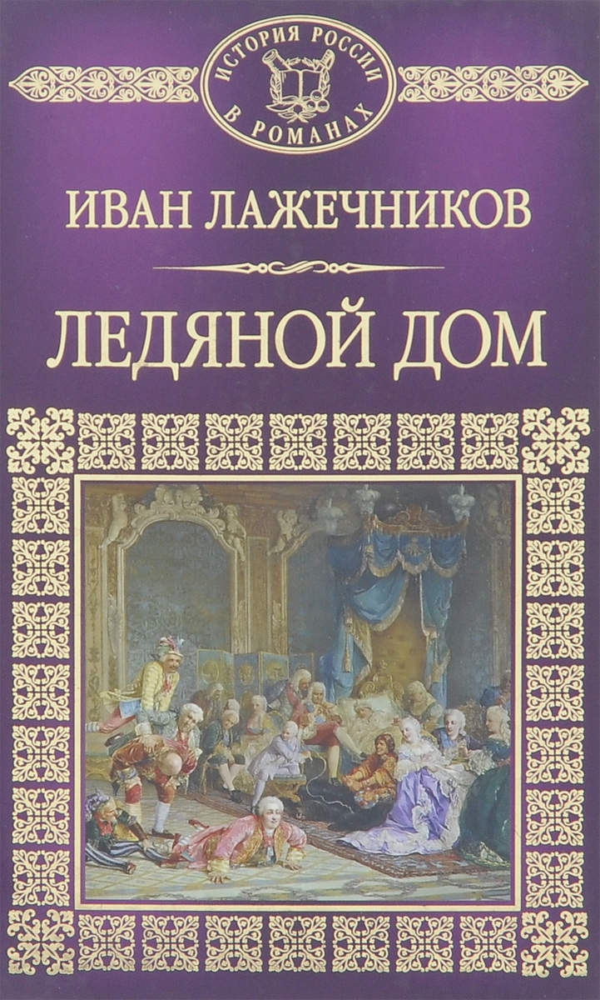 ИСТОРИЯ РОССИИ
В РОМАНАХ
ИВАН ЛАЖЕЧНИКОВ
ЛЕДЯНОЙ ДОМ